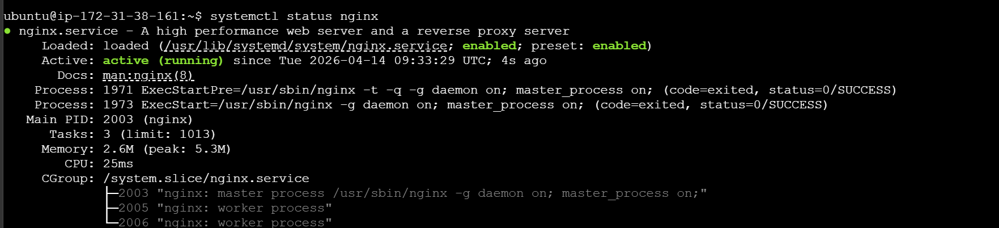 ubuntu@ip-172-31-38-161:~$ systemctl status nginx
● nginx.service - A high performance web server and a reverse proxy server
     Loaded: loaded (/usr/lib/systemd/system/nginx.service; enabled; preset: enabled)
     Active: active (running) since Tue 2026-04-14 09:33:29 UTC; 4s ago
       Docs: man:nginx(8)
    Process: 1971 ExecStartPre=/usr/sbin/nginx -t -q -g daemon on; master_process on; (code=exited, status=0/SUCCESS)
    Process: 1973 ExecStart=/usr/sbin/nginx -g daemon on; master_process on; (code=exited, status=0/SUCCESS)
   Main PID: 2003 (nginx)
      Tasks: 3 (limit: 1013)
     Memory: 2.6M (peak: 5.3M)
        CPU: 25ms
     CGroup: /system.slice/nginx.service
             ├─2003 "nginx: master process /usr/sbin/nginx -g daemon on; master_process on;"
             ├─2005 "nginx: worker process"
             └─2006 "nginx: worker process"